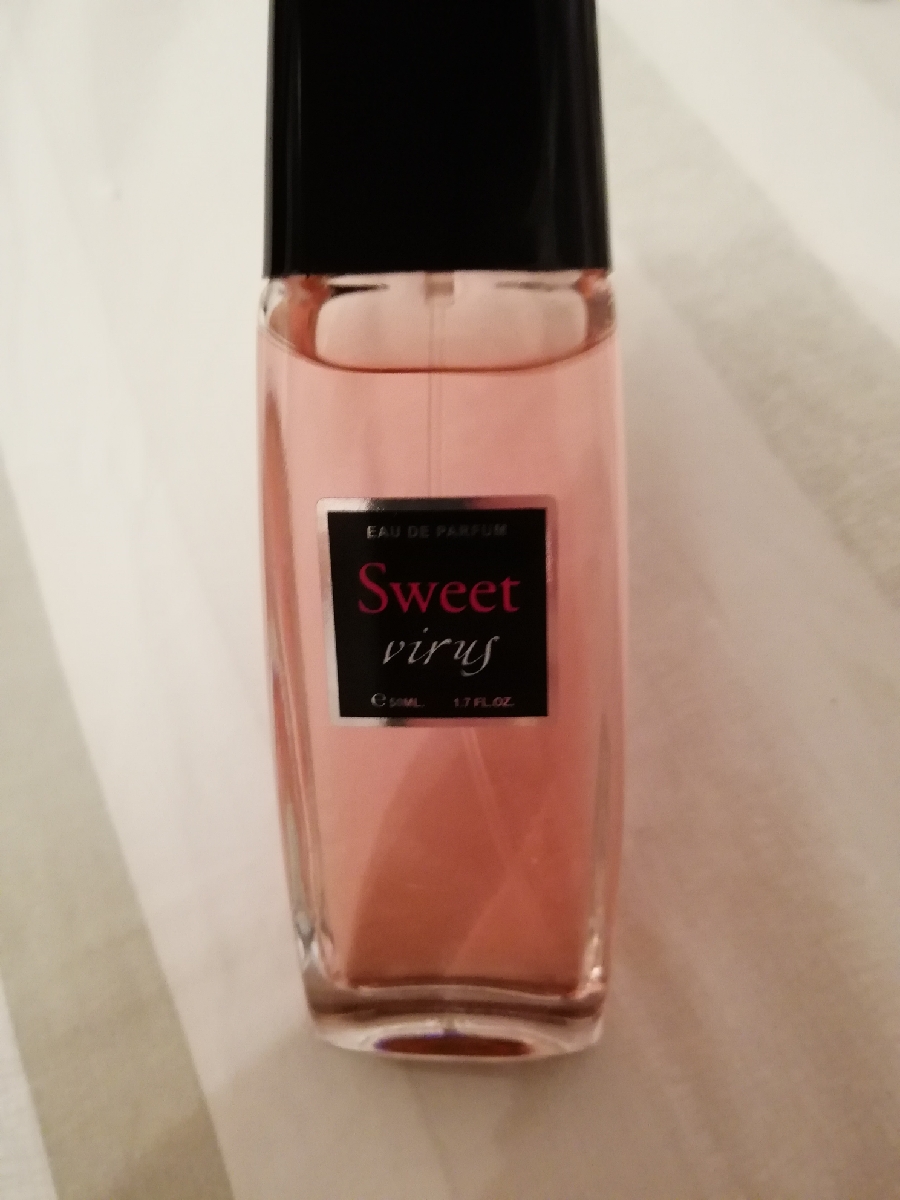 EAU DE PARFUM
Sweet
virus
℮ 50ML. 1.7 FL.OZ.